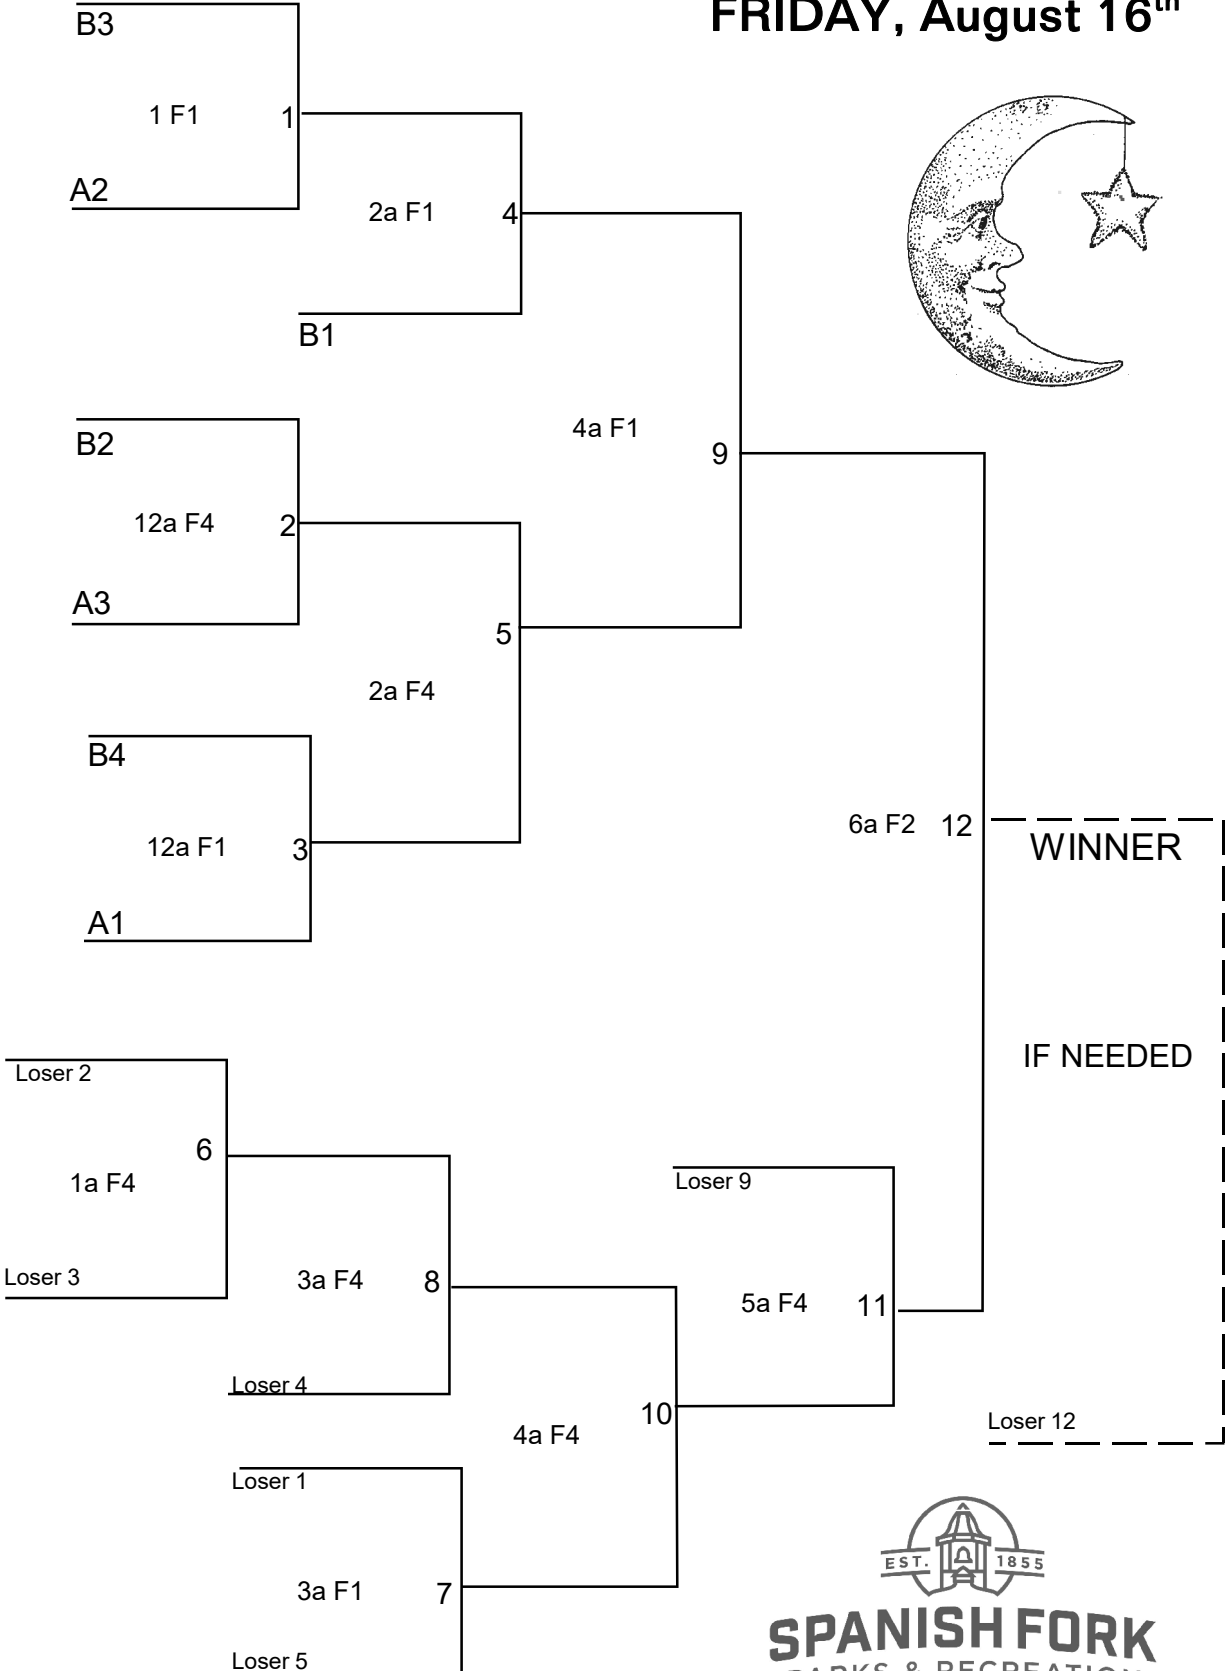 FRIDAY, August 16th
B3
1 F1
1
A2
2a F1
4
B1
4a F1
9
B2
12a F4
2
A3
5
2a F4
B4
12a F1
3
A1
6a F2
12
WINNER
IF NEEDED
Loser 2
6
1a F4
Loser 3
3a F4
8
Loser 4
Loser 9
5a F4
11
10
4a F4
Loser 12
Loser 1
3a F1
7
Loser 5
EST. 1855
SPANISH FORK
PARKS & RECREATION